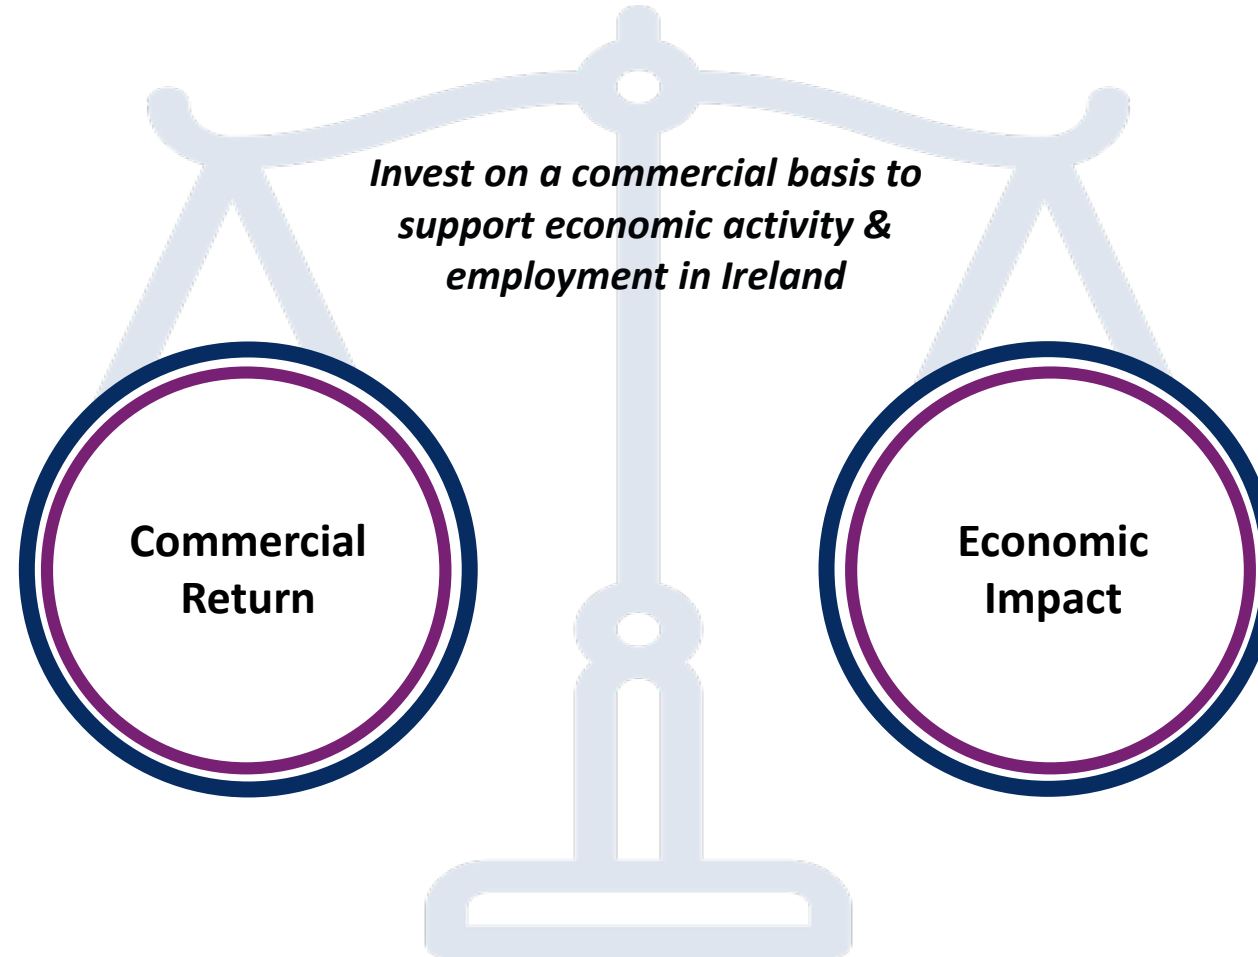 Invest on a commercial basis to
support economic activity &
employment in Ireland
Commercial
Return
Economic
Impact